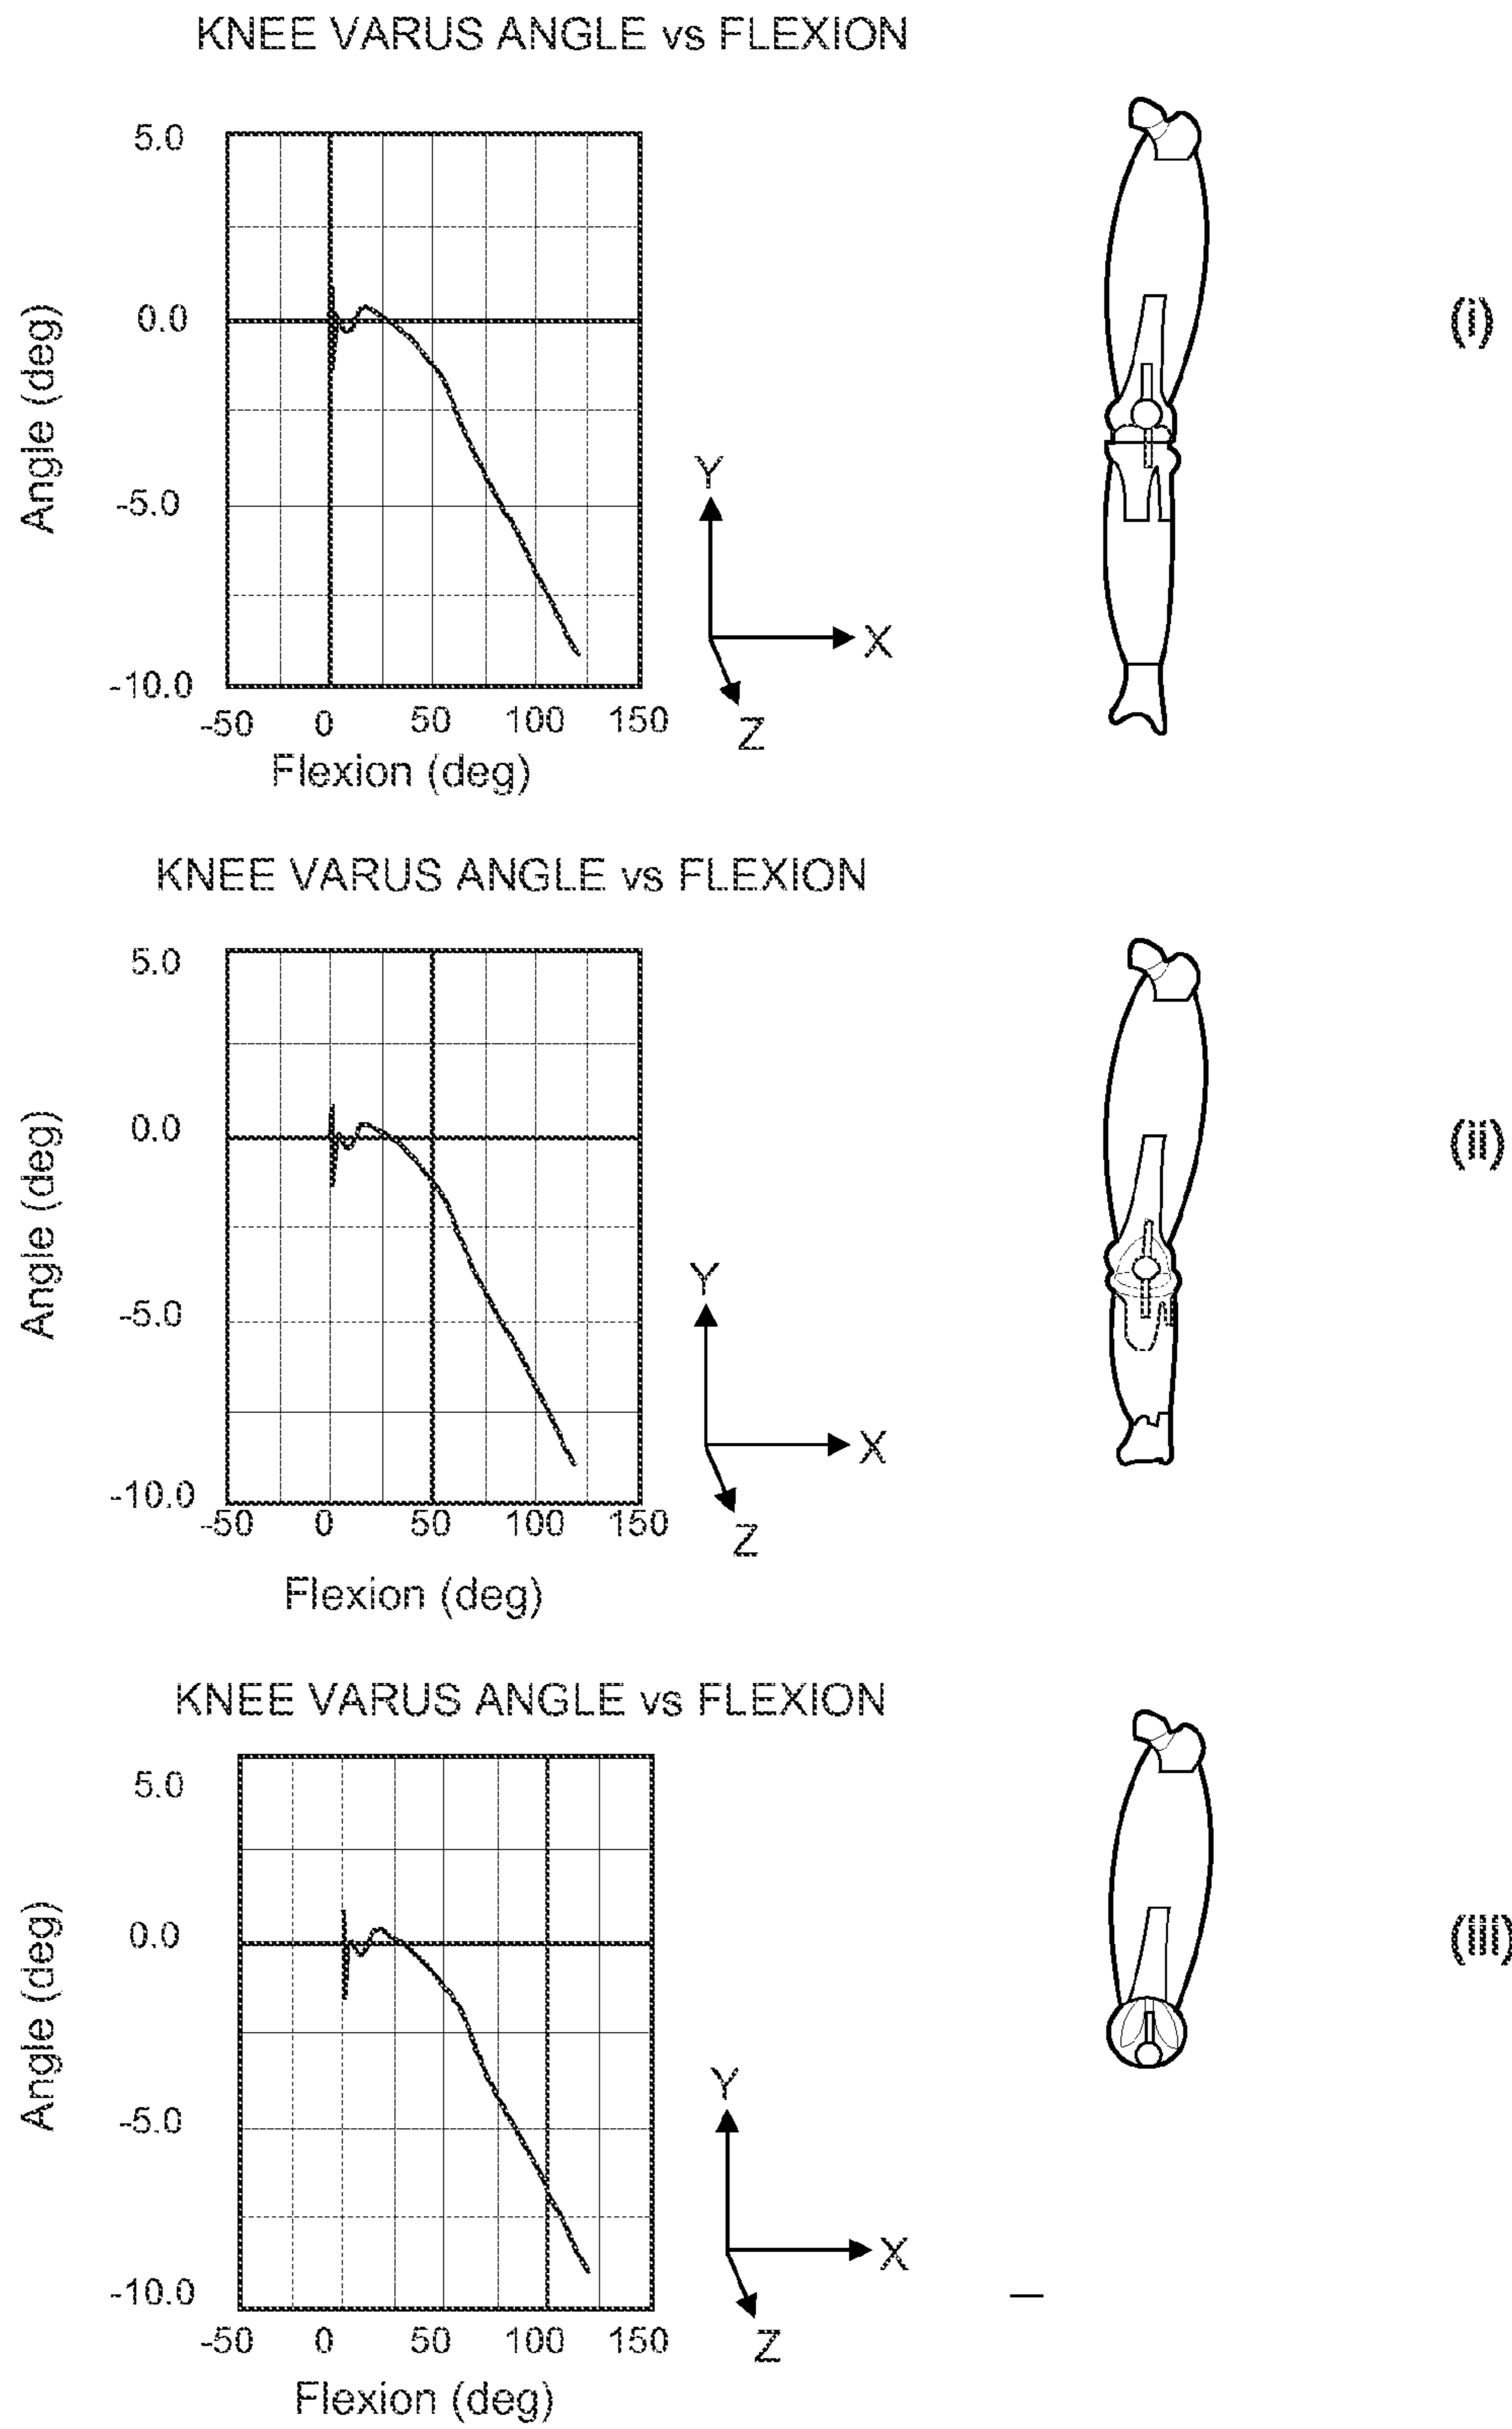 KNEE VARUS ANGLE vs FLEXION
5.0
0.0
-5.0
-10.0
Angle (deg)
-50 0 50 100 150
Flexion (deg)
Y
X
Z
(i)
KNEE VARUS ANGLE vs FLEXION
5.0
0.0
-5.0
-10.0
Angle (deg)
-50 0 50 100 150
Flexion (deg)
Y
X
Z
(ii)
KNEE VARUS ANGLE vs FLEXION
5.0
0.0
-5.0
-10.0
Angle (deg)
-50 0 50 100 150
Flexion (deg)
Y
X
Z
(iii)